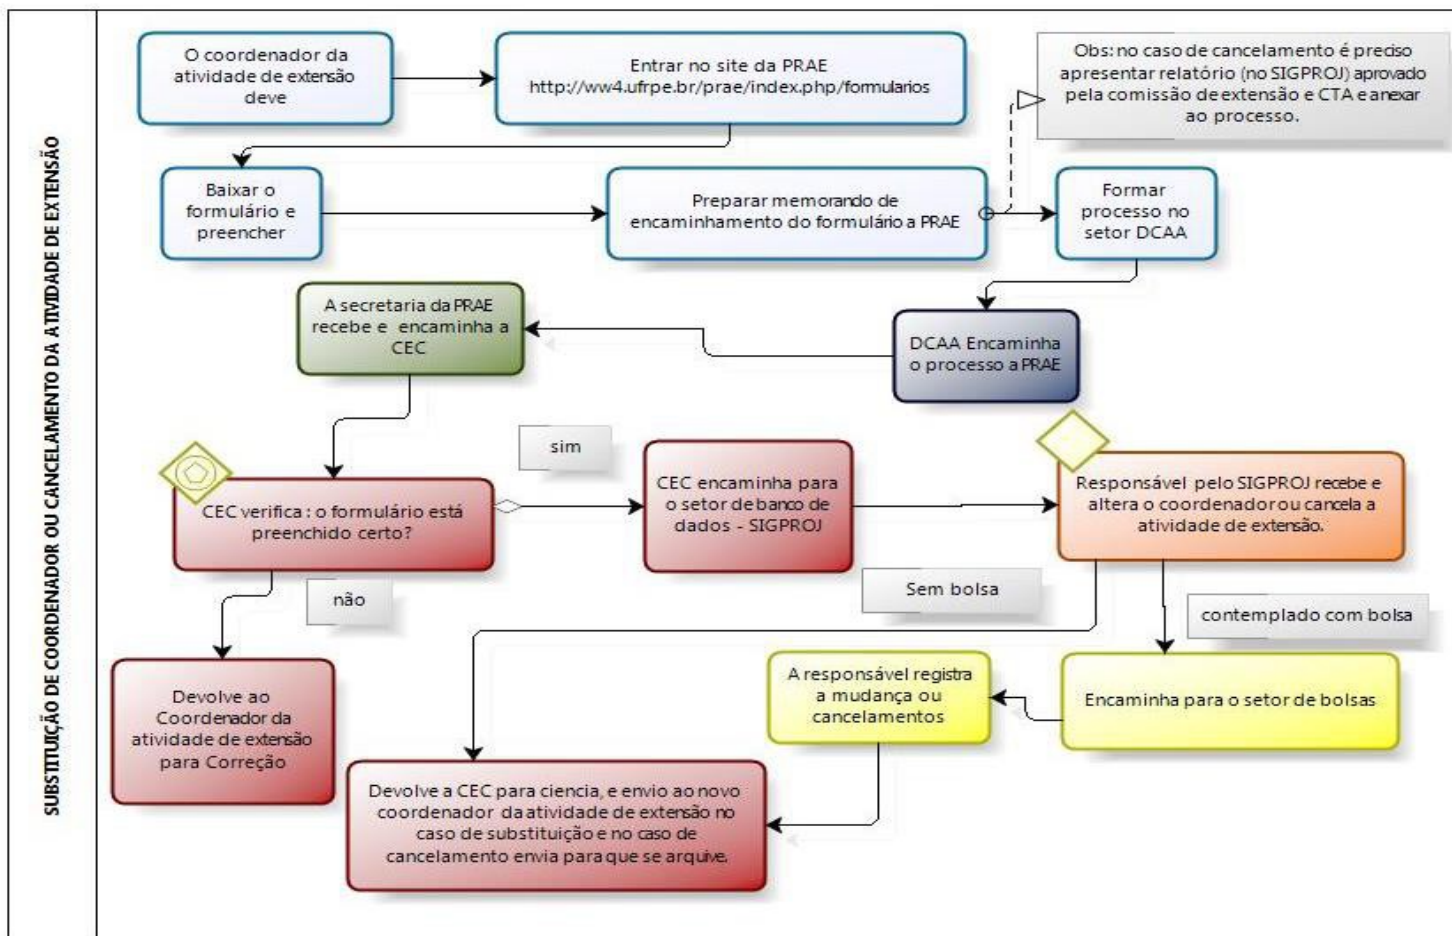 SUBSTITUIÇÃO DE COORDENADOR OU CANCELAMENTO DA ATIVIDADE DE EXTENSÃO
O coordenador da
atividade de extensão
deve
Entrar no site da PRAE
http://ww4.ufrpe.br/prae/index.php/formularios
Obs: no caso de cancelamento é preciso
apresentar relatório (no SIGPROJ) aprovado
pela comissão de extensão e CTA e anexar
ao processo.
Baixar o
formulário e
preencher
Preparar memorando de
encaminhamento do formulário a PRAE
Formar
processo no
setor DCAA
A secretaria da PRAE
recebe e encaminha a
CEC
DCAA Encaminha
o processo a PRAE
sim
CEC verifica : o formulário está
preenchido certo?
CEC encaminha para
o setor de banco de
dados - SIGPROJ
Responsável pelo SIGPROJ recebe e
altera o coordenador ou cancela a
atividade de extensão.
não
Sem bolsa
contemplado com bolsa
Devolve ao
Coordenador da
atividade de extensão
para Correção
A responsável registra
a mudança ou
cancelamentos
Encaminha para o setor de bolsas
Devolve a CEC para ciencia, e envio ao novo
coordenador da atividade de extensão no
caso de substituição e no caso de
cancelamento envia para que se arquive.